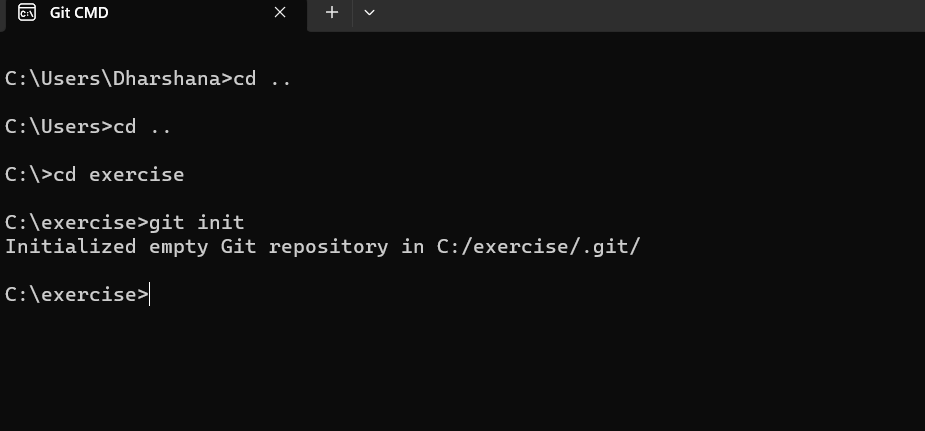 Git CMD
C:\Users\Dharshana>cd ..
C:\Users>cd ..
C:\>cd exercise
C:\exercise>git init
Initialized empty Git repository in C:/exercise/.git/
C:\exercise>